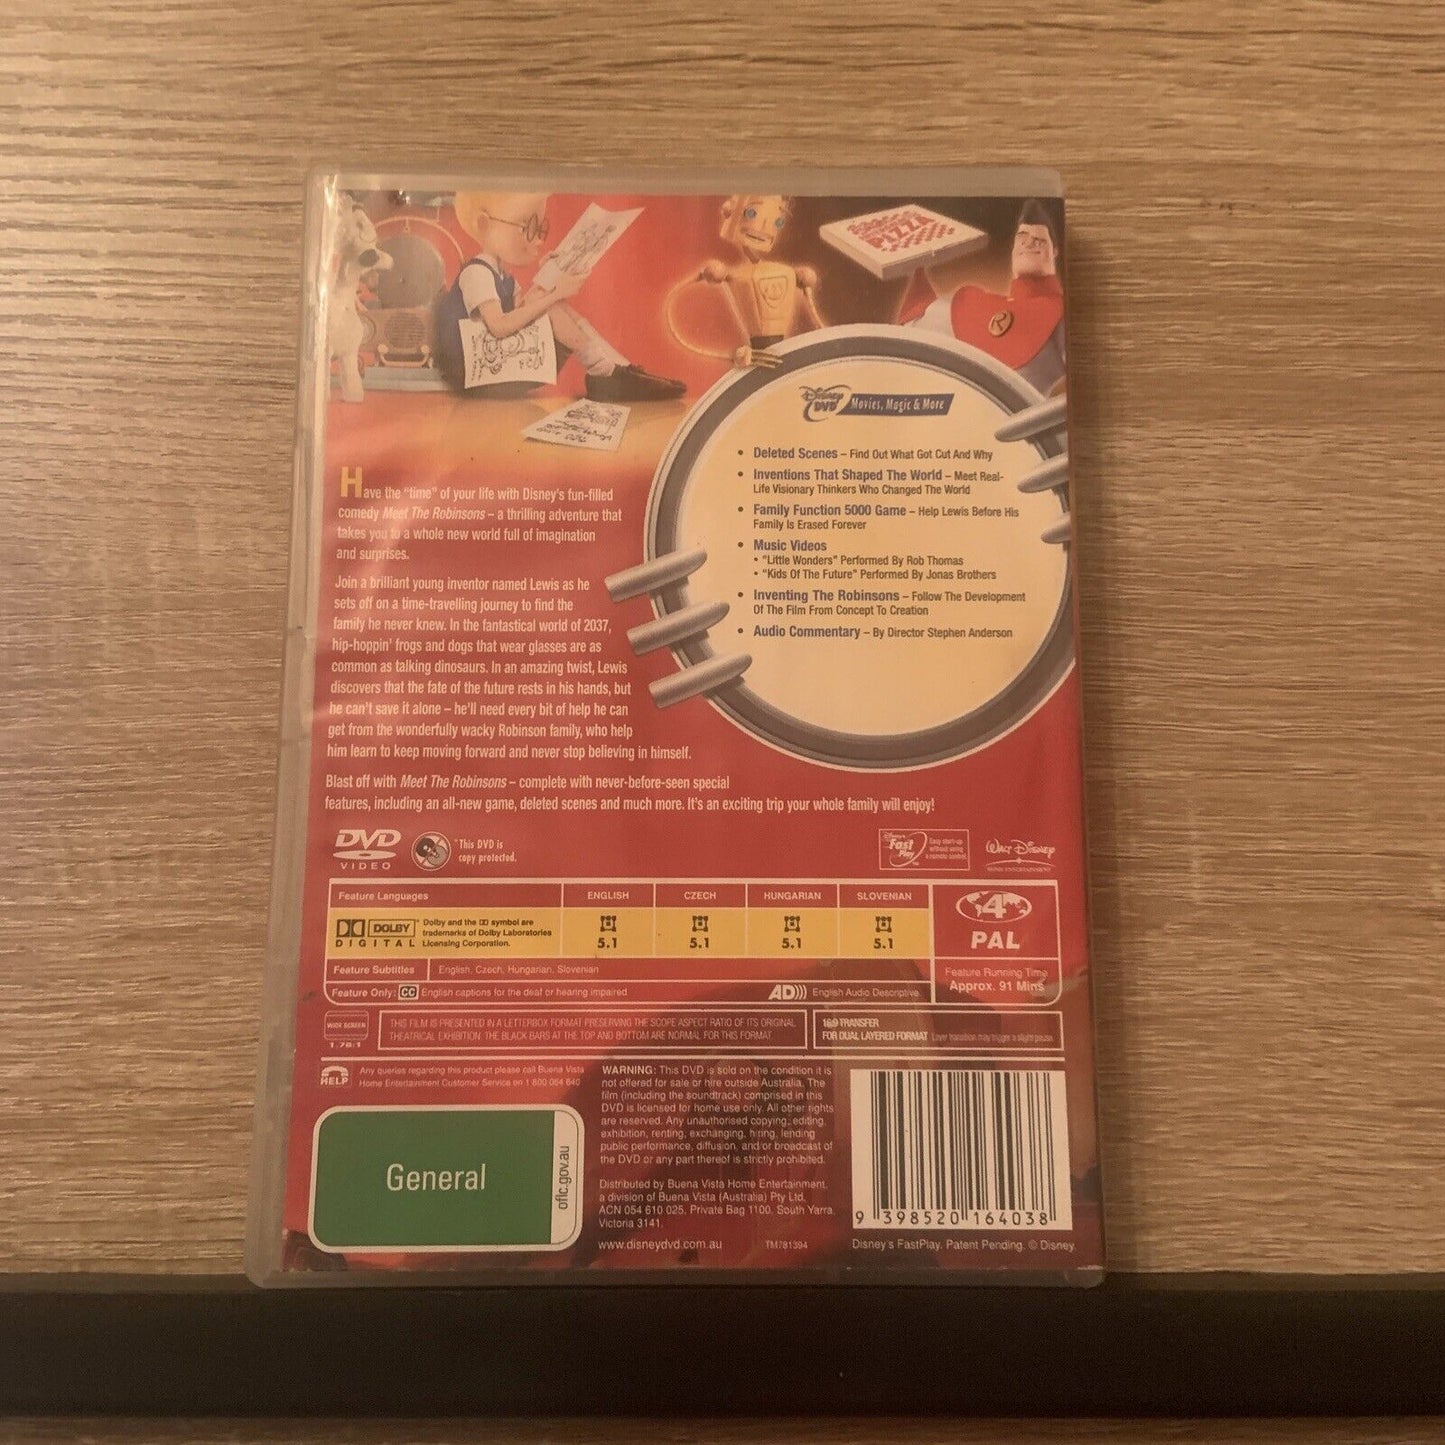 PIZZA
R
Disney DVD Movies, Magic & More
• Deleted Scenes – Find Out What Got Cut And Why
• Inventions That Shaped The World – Meet Real-
Life Visionary Thinkers Who Changed The World
• Family Function 5000 Game – Help Lewis Before His
Family Is Erased Forever
• Music Videos
• "Little Wonders" Performed By Rob Thomas
• "Kids Of The Future" Performed By Jonas Brothers
• Inventing The Robinsons – Follow The Development
Of The Film From Concept To Creation
• Audio Commentary – By Director Stephen Anderson
Have the "time" of your life with Disney's fun-filled
comedy Meet The Robinsons – a thrilling adventure that
takes you to a whole new world full of imagination
and surprises.
Join a brilliant young inventor named Lewis as he
sets off on a time-travelling journey to find the
family he never knew. In the fantastical world of 2037,
hip-hoppin' frogs and dogs that wear glasses are as
common as talking dinosaurs. In an amazing twist, Lewis
discovers that the fate of the future rests in his hands, but
he can't save it alone – he'll need every bit of help he can
get from the wonderfully wacky Robinson family, who help
him learn to keep moving forward and never stop believing in himself.
Blast off with Meet The Robinsons – complete with never-before-seen special
features, including an all-new game, deleted scenes and much more. It's an exciting trip your whole family will enjoy!
DVD
VIDEO
"This DVD is
copy protected.
Disney's Fast Play Easy start-up
without using
a remote control.
WALT DISNEY
HOME ENTERTAINMENT
Feature Languages ENGLISH CZECH HUNGARIAN SLOVENIAN
DOLBY
DIGITAL
Dolby and the symbol are
trademarks of Dolby Laboratories
Licensing Corporation.
5.1 5.1 5.1 5.1
4
PAL
Feature Subtitles English, Czech, Hungarian, Slovenian
Feature Running Time
Approx. 91 Mins
Feature Only: CC English captions for the deaf or hearing impaired AD))) English Audio Descriptive
WIDE SCREEN
1.78:1
THIS FILM IS PRESENTED IN A LETTERBOX FORMAT PRESERVING THE SCOPE ASPECT RATIO OF ITS ORIGINAL
THEATRICAL EXHIBITION. THE BLACK BARS AT THE TOP AND BOTTOM ARE NORMAL FOR THIS FORMAT.
16:9 TRANSFER
FOR DUAL LAYERED FORMAT Layer transition may trigger a slight pause.
HELP
Any queries regarding this product please call Buena Vista
Home Entertainment Customer Service on 1 800 064 640
WARNING: This DVD is sold on the condition it is
not offered for sale or hire outside Australia. The
film (including the soundtrack) comprised in this
DVD is licensed for home use only. All other rights
are reserved. Any unauthorised copying, editing,
exhibition, renting, exchanging, hiring, lending
public performance, diffusion, and/or broadcast of
the DVD or any part thereof is strictly prohibited.
Distributed by Buena Vista Home Entertainment,
a division of Buena Vista (Australia) Pty Ltd,
ACN 054 610 025. Private Bag 1100, South Yarra,
Victoria 3141.
www.disneydvd.com.au TM781394
General
oflc.gov.au
9 398520 164038
Disney's FastPlay. Patent Pending. © Disney.